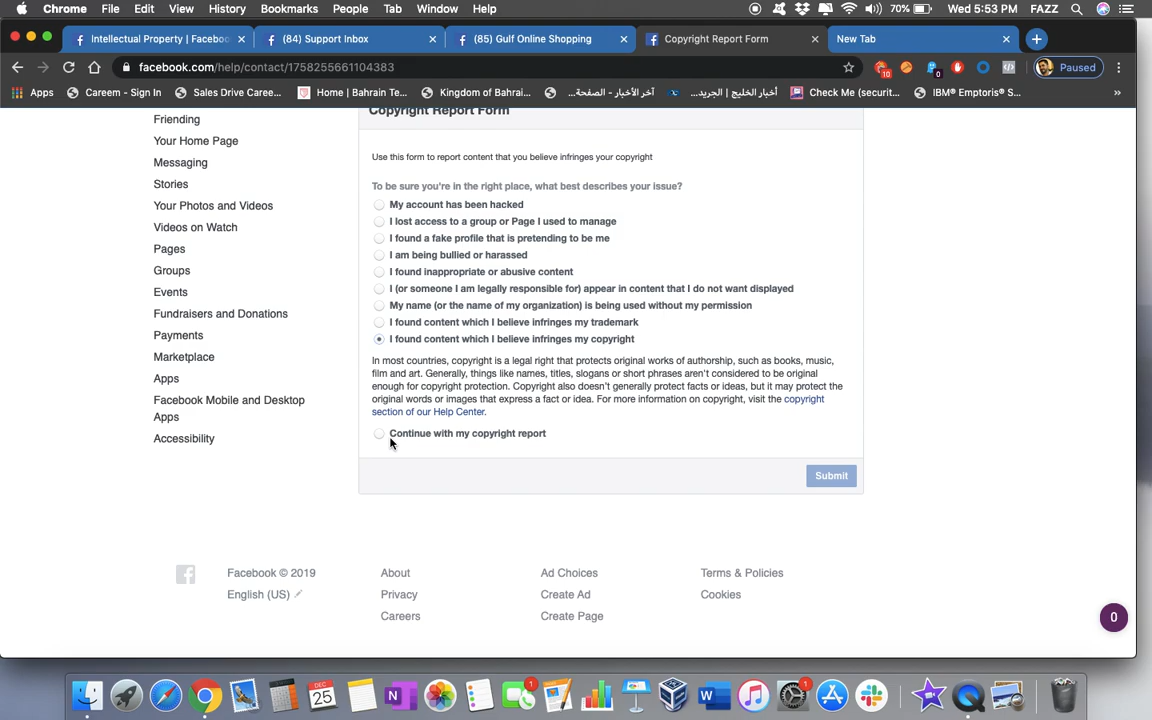 Chrome File Edit View History Bookmarks People Tab Window Help 70% Wed 5:53 PM FAZZ
Intellectual Property | Faceboo (84) Support Inbox (85) Gulf Online Shopping Copyright Report Form New Tab
facebook.com/help/contact/1758255661104383 10 0 Paused
Apps Careem - Sign In Sales Drive Caree... Home | Bahrain Te... Kingdom of Bahrai... آخر الأخبار - الصفحة... أخبار الخليج | الجريد... Check Me (securit... IBM® Emptoris® S... »
Copyright Report Form
Friending
Your Home Page
Messaging
Stories
Your Photos and Videos
Videos on Watch
Pages
Groups
Events
Fundraisers and Donations
Payments
Marketplace
Apps
Facebook Mobile and Desktop
Apps
Accessibility
Use this form to report content that you believe infringes your copyright
To be sure you're in the right place, what best describes your issue?
My account has been hacked
I lost access to a group or Page I used to manage
I found a fake profile that is pretending to be me
I am being bullied or harassed
I found inappropriate or abusive content
I (or someone I am legally responsible for) appear in content that I do not want displayed
My name (or the name of my organization) is being used without my permission
I found content which I believe infringes my trademark
I found content which I believe infringes my copyright
In most countries, copyright is a legal right that protects original works of authorship, such as books, music,
film and art. Generally, things like names, titles, slogans or short phrases aren't considered to be original
enough for copyright protection. Copyright also doesn't generally protect facts or ideas, but it may protect the
original words or images that express a fact or idea. For more information on copyright, visit the copyright
section of our Help Center.
Continue with my copyright report
Submit
Facebook © 2019
English (US)
About
Privacy
Careers
Ad Choices
Create Ad
Create Page
Terms & Policies
Cookies
0
DEC
25
N
1
W
1